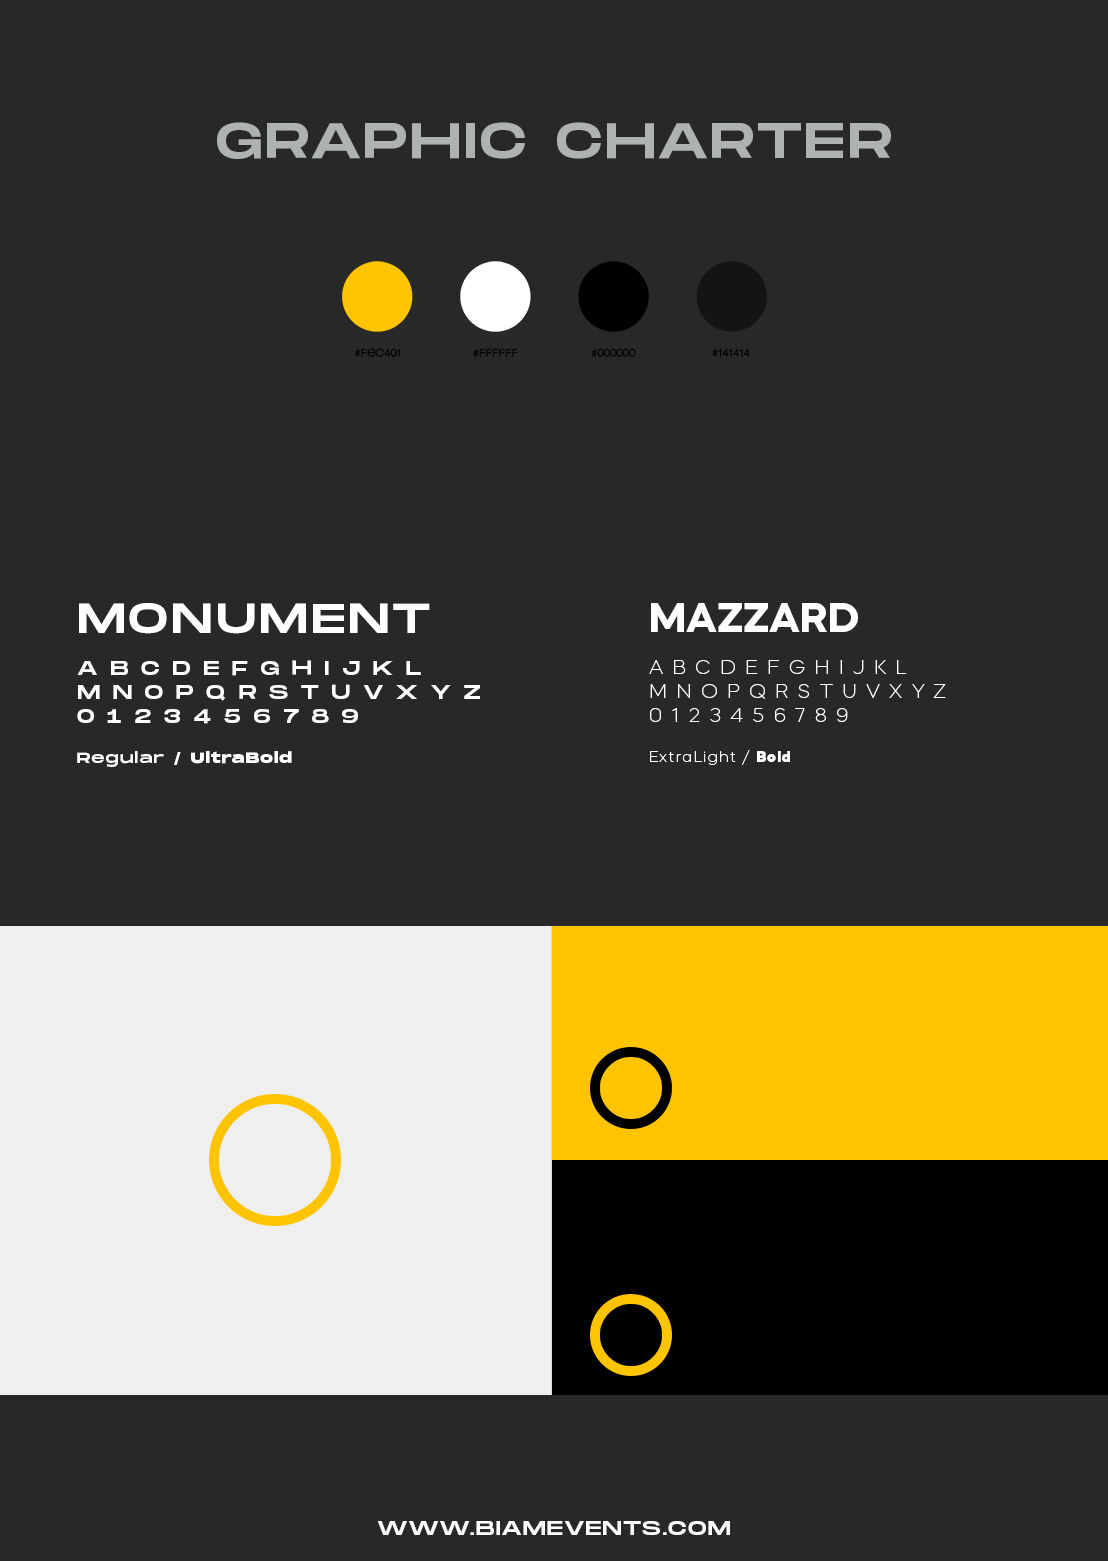 GRAPHIC CHARTER
#FEC401 #FFFFFF #000000 #141414
MONUMENT
A B C D E F G H I J K L
M N O P Q R S T U V X Y Z
0 1 2 3 4 5 6 7 8 9
Regular / UltraBold
MAZZARD
A B C D E F G H I J K L
M N O P Q R S T U V X Y Z
0 1 2 3 4 5 6 7 8 9
ExtraLight / Bold
WWW.BIAMEVENTS.COM